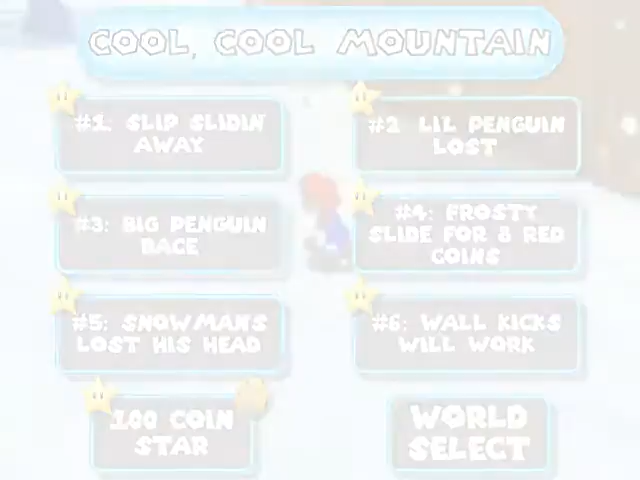 COOL, COOL MOUNTAIN
#1: SLIP SLIDIN'
AWAY
#2 LIL PENGUIN
LOST
#3: BIG PENGUIN
RACE
#4: FROSTY
SLIDE FOR 8 RED
COINS
#5: SNOWMANS
LOST HIS HEAD
#6: WALL KICKS
WILL WORK
100 COIN
STAR
WORLD
SELECT